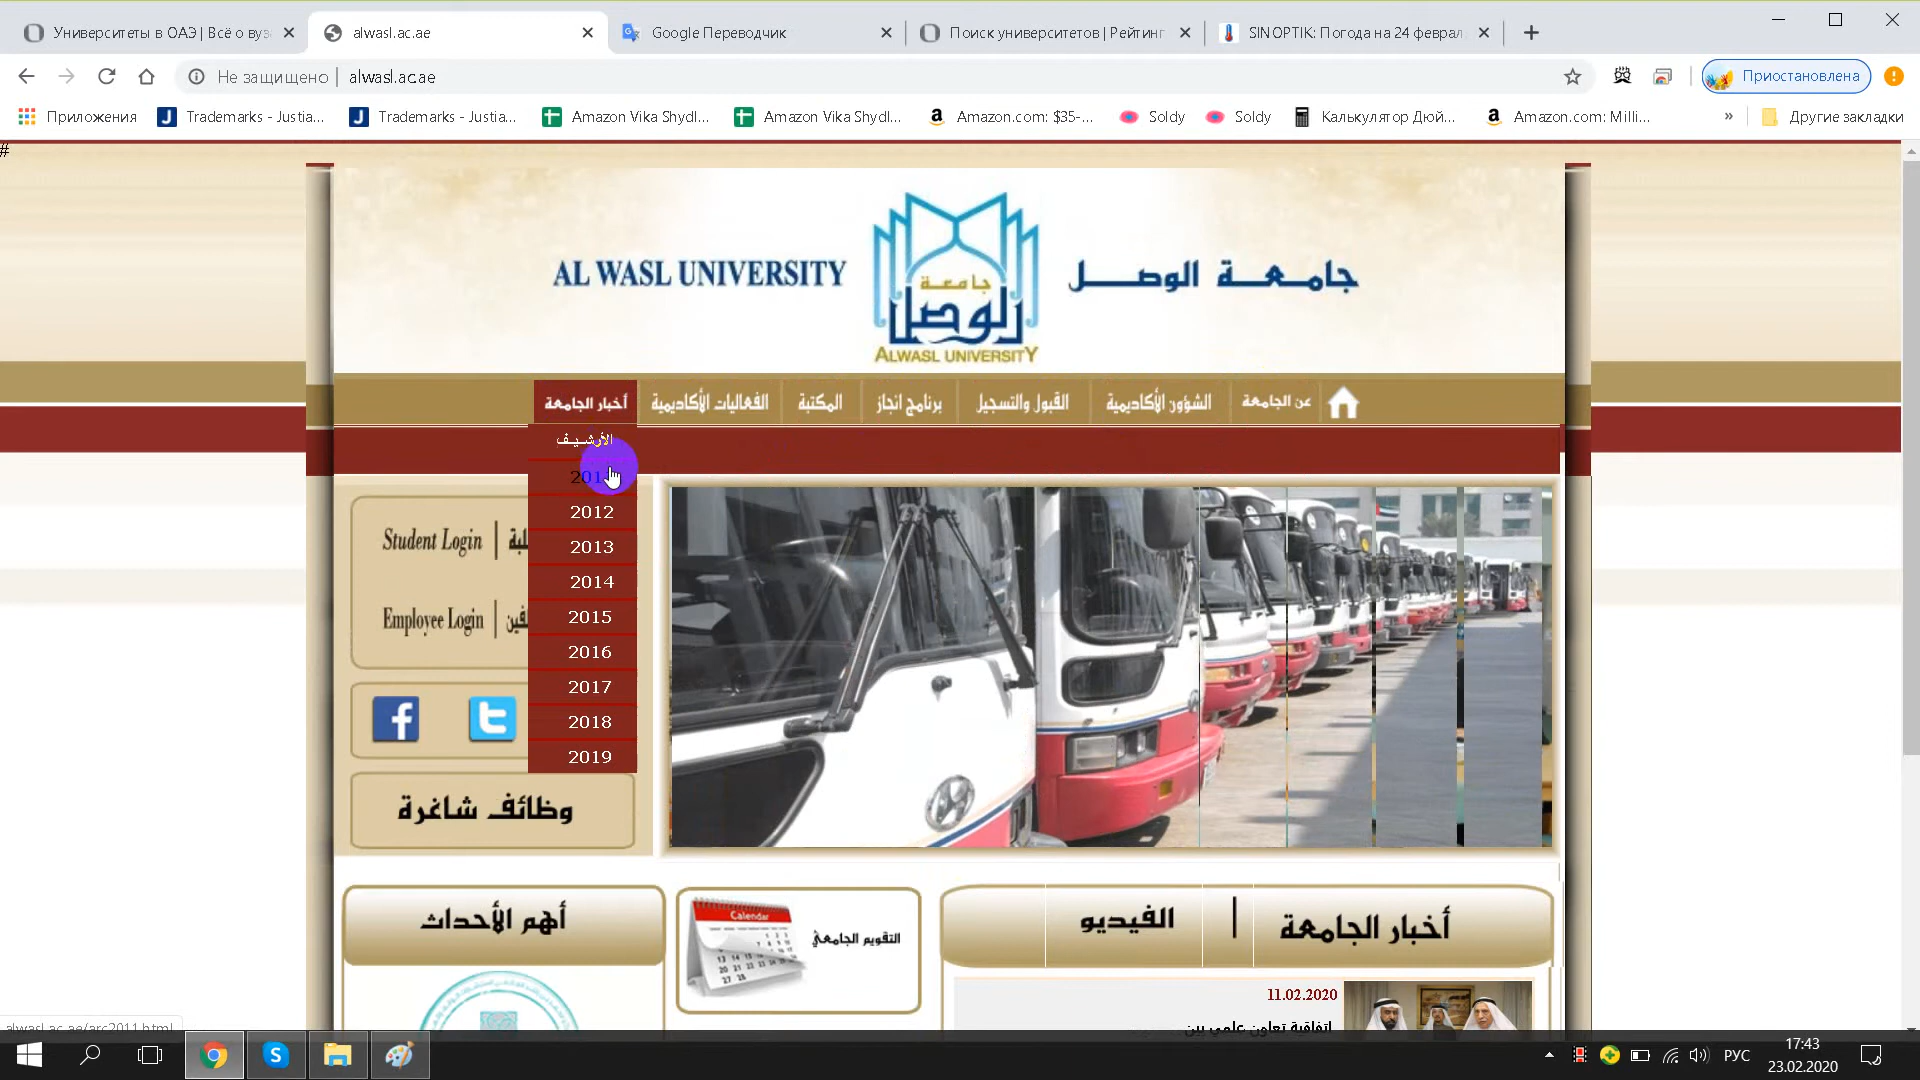 Университеты в ОАЭ | Всё о вуз
alwasl.ac.ae
Google Переводчик
Поиск университетов | Рейтинг
SINOPTIK: Погода на 24 феврал
Не защищено
alwasl.ac.ae
Приостановлена
Приложения
Trademarks - Justia...
Trademarks - Justia...
Amazon Vika Shydl...
Amazon Vika Shydl...
Amazon.com: $35-...
Soldy
Soldy
Калькулятор Дюй...
Amazon.com: Milli...
»
Другие закладки
#
AL WASL UNIVERSITY
جامعة الوصل
ALWASL UNIVERSITY
جامعة الوصل
عن الجامعة
الشؤون الأكاديمية
القبول والتسجيل
برنامج انجاز
المكتبة
الفعاليات الأكاديمية
أخبار الجامعة
الأرشيف
2012
2013
2014
2015
2016
2017
2018
2019
Student Login |
Employee Login |
وظائف شاغرة
أهم الأحداث
Calendar
التقويم الجامعي
أخبار الجامعة | الفيديو
11.02.2020
اتفاقية تعاون علمي بين
alwasl.ac.ae/arc2011.html
РУС
17:43
23.02.2020